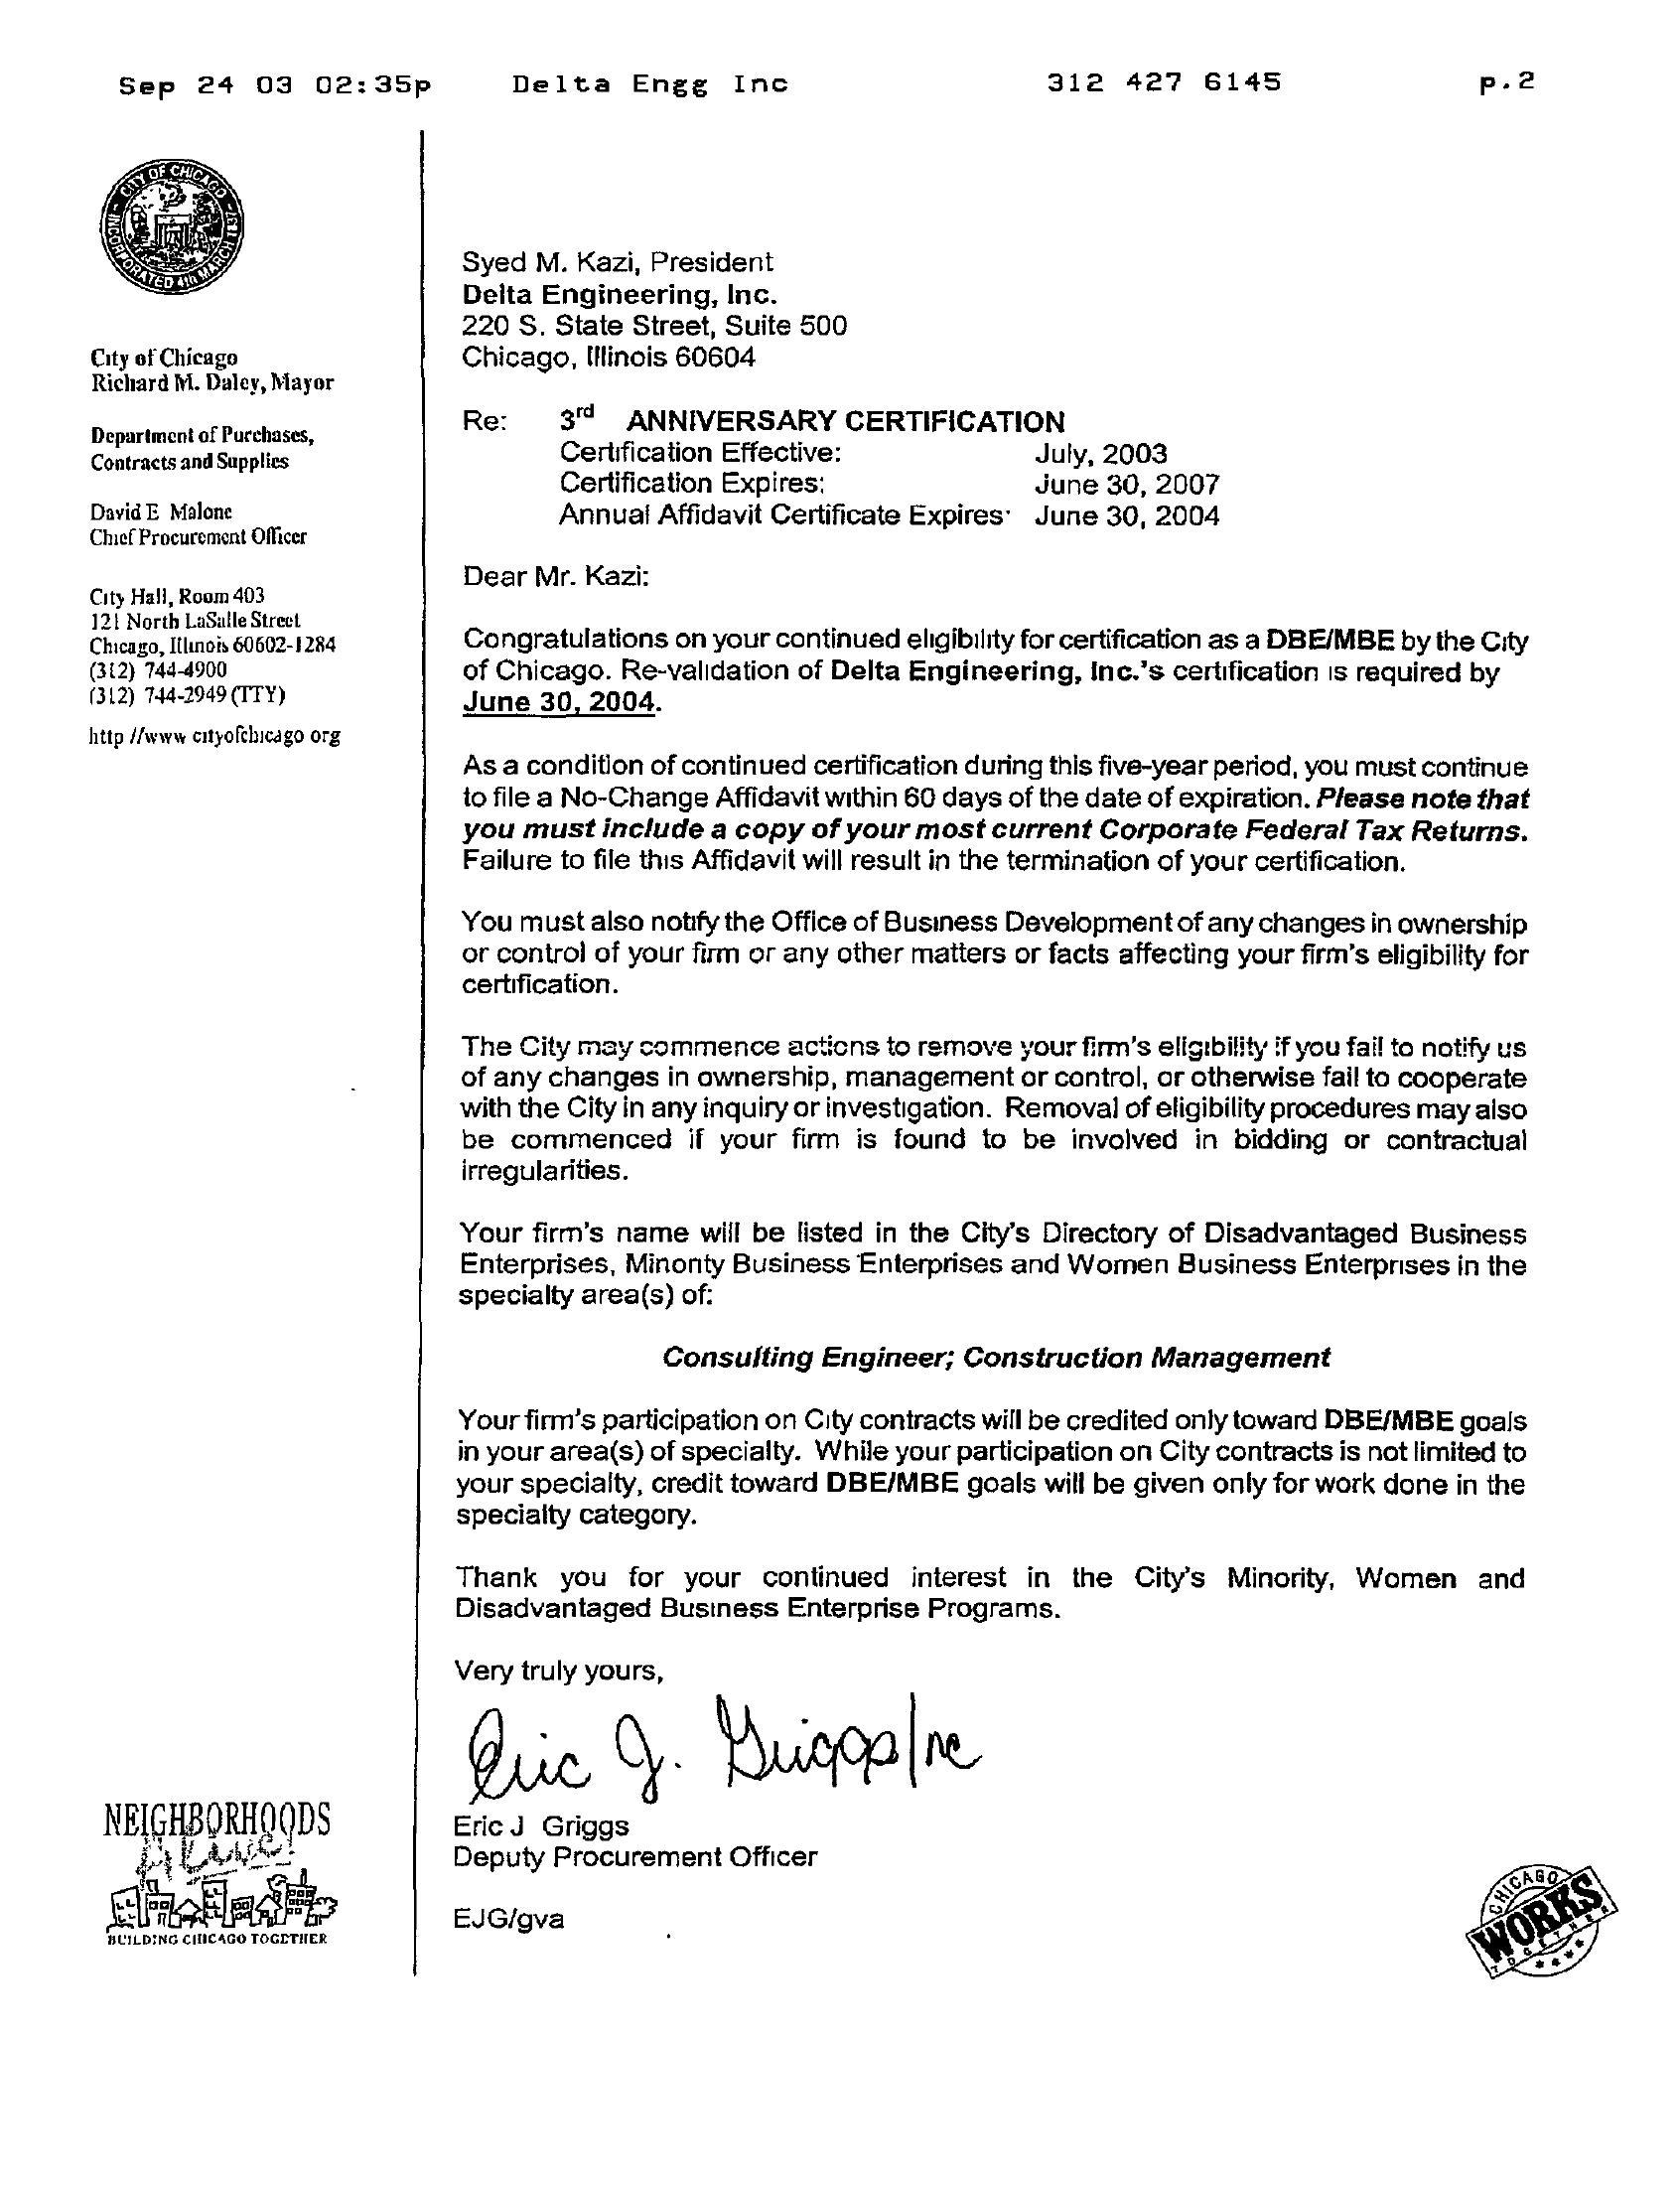 Sep 24 03 02:35p Delta Engg Inc 312 427 6145 p.2
CITY OF CHICAGO
INCORPORATED 4th MARCH 1837
City of Chicago
Richard M. Daley, Mayor
Department of Purchases,
Contracts and Supplies
David E Malone
Chief Procurement Officer
City Hall, Room 403
121 North LaSalle Street
Chicago, Illinois 60602-1284
(312) 744-4900
(312) 744-2949 (TTY)
http //www cityofchicago org
Syed M. Kazi, President
Delta Engineering, Inc.
220 S. State Street, Suite 500
Chicago, Illinois 60604
Re: 3rd ANNIVERSARY CERTIFICATION
Certification Effective: July, 2003
Certification Expires: June 30, 2007
Annual Affidavit Certificate Expires: June 30, 2004
Dear Mr. Kazi:
Congratulations on your continued eligibility for certification as a DBE/MBE by the City
of Chicago. Re-validation of Delta Engineering, Inc.'s certification is required by
June 30, 2004.
As a condition of continued certification during this five-year period, you must continue
to file a No-Change Affidavit within 60 days of the date of expiration. Please note that
you must include a copy of your most current Corporate Federal Tax Returns.
Failure to file this Affidavit will result in the termination of your certification.
You must also notify the Office of Business Development of any changes in ownership
or control of your firm or any other matters or facts affecting your firm's eligibility for
certification.
The City may commence actions to remove your firm's eligibility if you fail to notify us
of any changes in ownership, management or control, or otherwise fail to cooperate
with the City in any inquiry or investigation. Removal of eligibility procedures may also
be commenced if your firm is found to be involved in bidding or contractual
irregularities.
Your firm's name will be listed in the City's Directory of Disadvantaged Business
Enterprises, Minority Business Enterprises and Women Business Enterprises in the
specialty area(s) of:
Consulting Engineer; Construction Management
Your firm's participation on City contracts will be credited only toward DBE/MBE goals
in your area(s) of specialty. While your participation on City contracts is not limited to
your specialty, credit toward DBE/MBE goals will be given only for work done in the
specialty category.
Thank you for your continued interest in the City's Minority, Women and
Disadvantaged Business Enterprise Programs.
Very truly yours,
Eric J. Griggs/nc
Eric J Griggs
Deputy Procurement Officer
EJG/gva
NEIGHBORHOODS
Alive!
BUILDING CHICAGO TOGETHER
CHICAGO
WORKS
TOGETHER